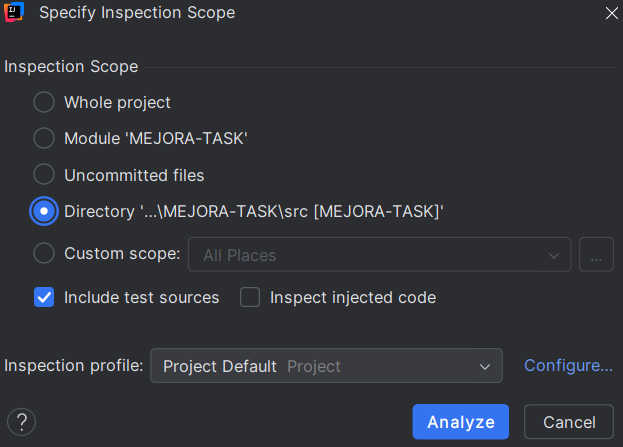 Specify Inspection Scope
Inspection Scope
Whole project
Module 'MEJORA-TASK'
Uncommitted files
Directory '...\MEJORA-TASK\src [MEJORA-TASK]'
Custom scope: All Places ...
Include test sources Inspect injected code
Inspection profile: Project Default Project Configure...
? Analyze Cancel